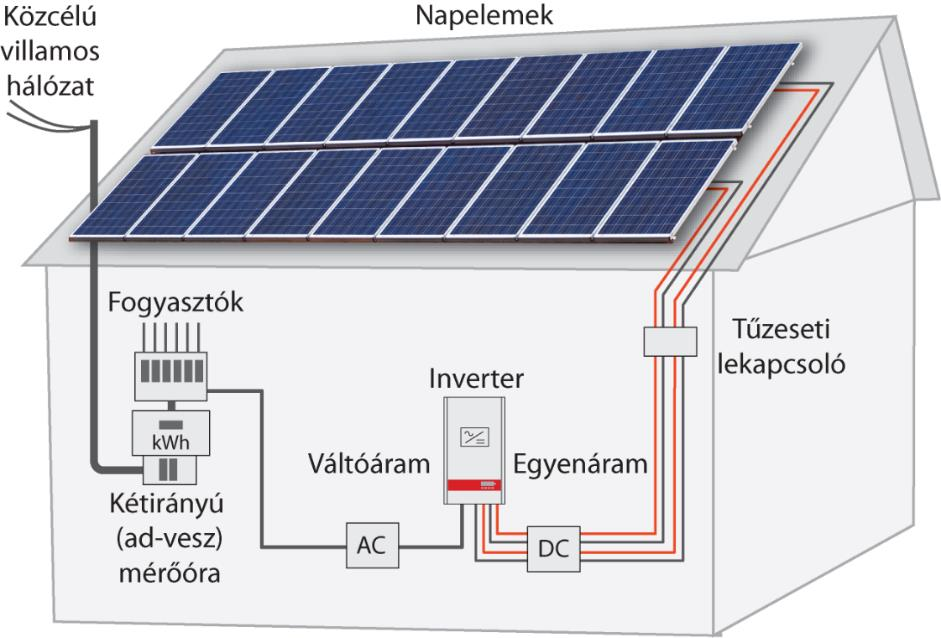 Közcélú
villamos
hálózat
Napelemek
Fogyasztók
Tűzeseti
lekapcsoló
Inverter
kWh
Váltóáram
Egyenáram
Kétirányú
(ad-vesz)
mérőóra
AC
DC